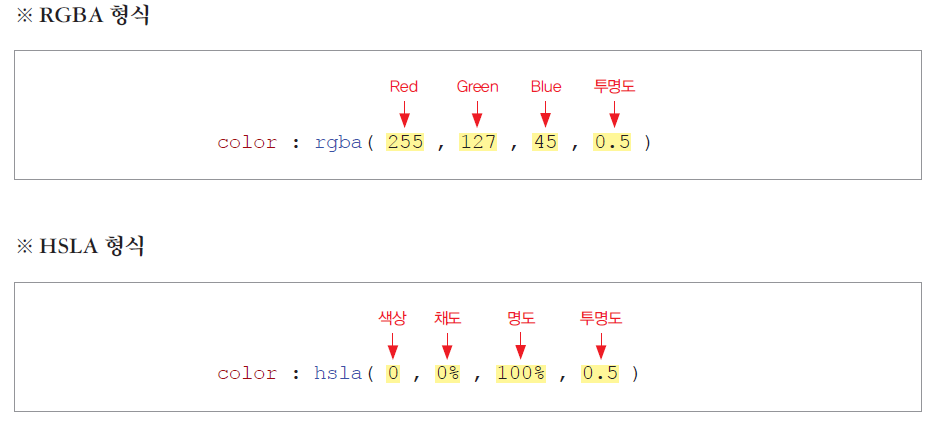 ※ RGBA 형식
Red Green Blue 투명도
color : rgba( 255 , 127 , 45 , 0.5 )
※ HSLA 형식
색상 채도 명도 투명도
color : hsla( 0 , 0% , 100% , 0.5 )